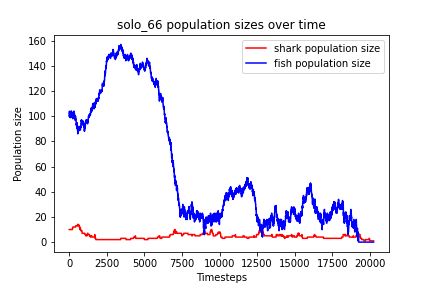 solo_66 population sizes over time
shark population size
fish population size
160
140
120
100
80
60
40
20
0
Population size
0 2500 5000 7500 10000 12500 15000 17500 20000
Timesteps